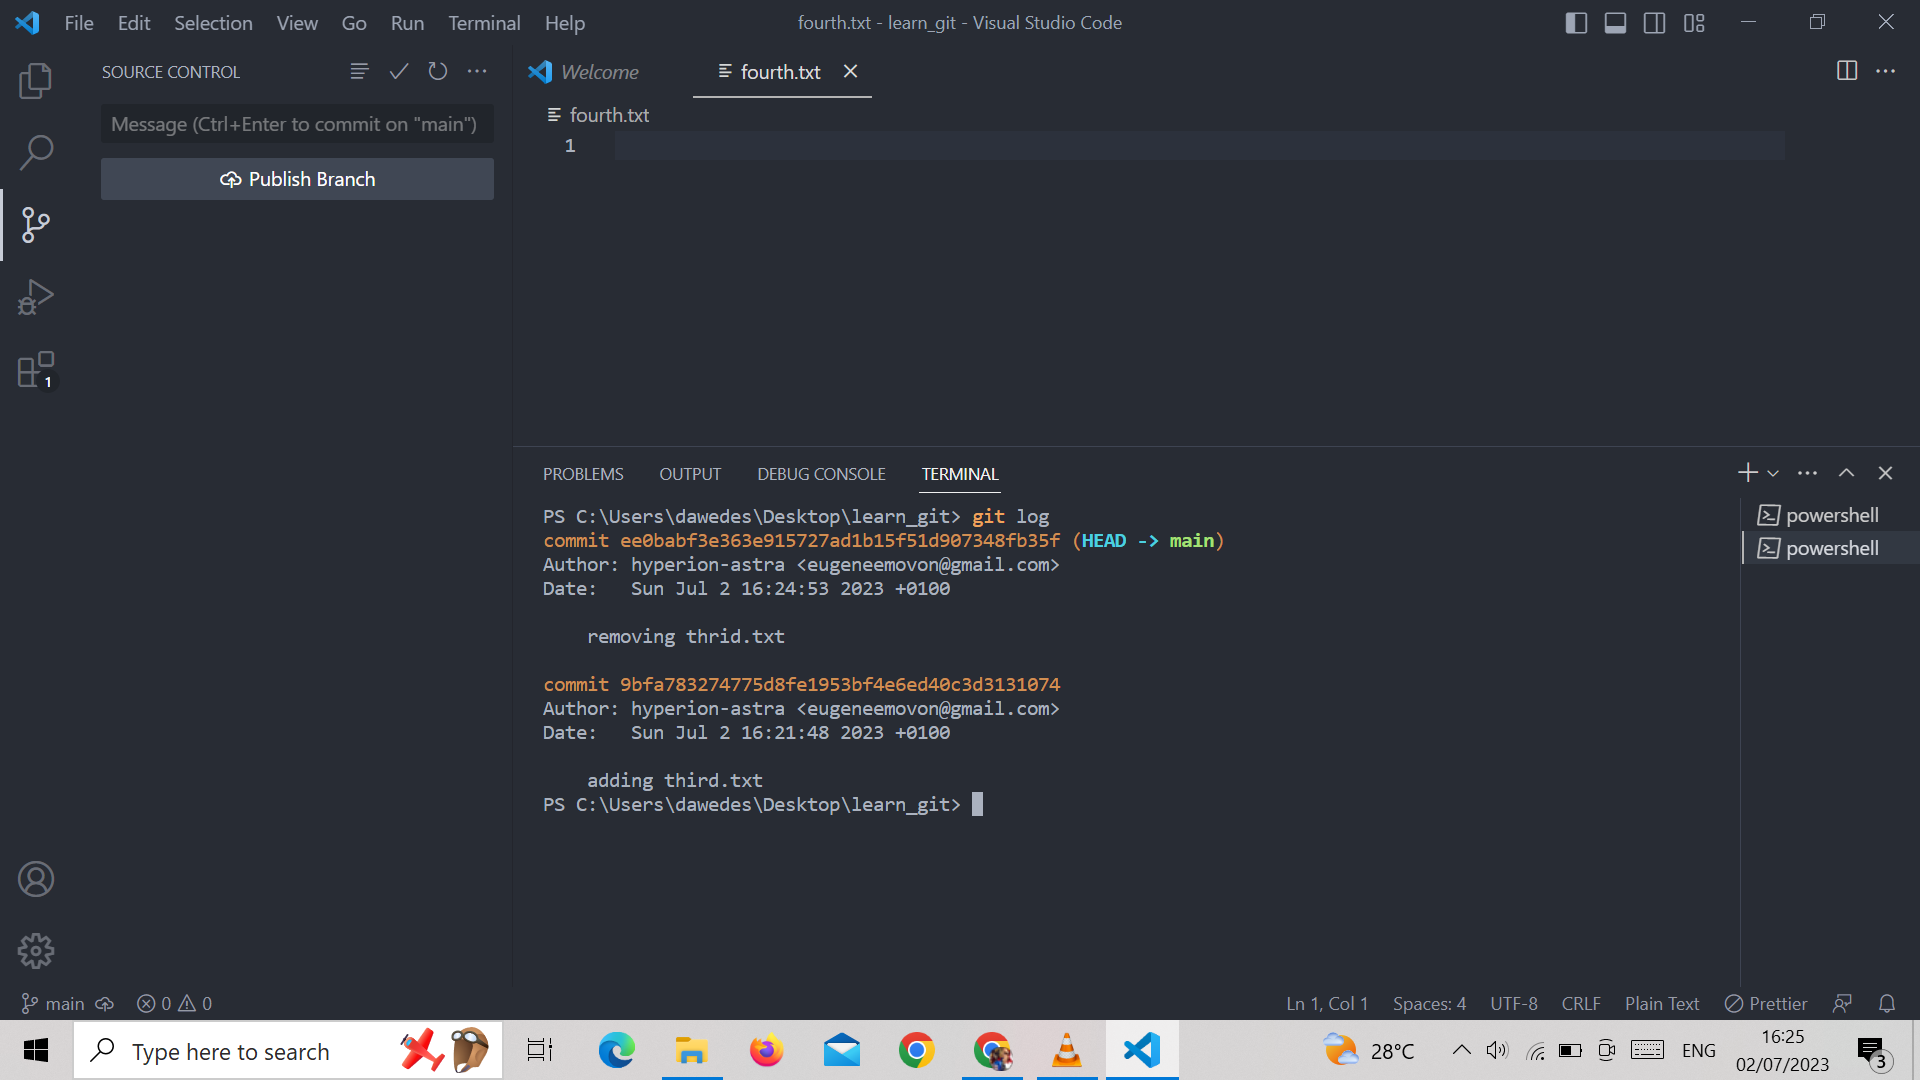 File Edit Selection View Go Run Terminal Help
fourth.txt - learn_git - Visual Studio Code
SOURCE CONTROL
Message (Ctrl+Enter to commit on "main")
Publish Branch
1
Welcome
fourth.txt
fourth.txt
1
PROBLEMS OUTPUT DEBUG CONSOLE TERMINAL
PS C:\Users\dawedes\Desktop\learn_git> git log
commit ee0babf3e363e915727ad1b15f51d907348fb35f (HEAD -> main)
Author: hyperion-astra <eugeneemovon@gmail.com>
Date:   Sun Jul 2 16:24:53 2023 +0100
removing thrid.txt
commit 9bfa783274775d8fe1953bf4e6ed40c3d3131074
Author: hyperion-astra <eugeneemovon@gmail.com>
Date:   Sun Jul 2 16:21:48 2023 +0100
adding third.txt
PS C:\Users\dawedes\Desktop\learn_git>
powershell
powershell
main 0 0
Ln 1, Col 1 Spaces: 4 UTF-8 CRLF Plain Text Prettier
Type here to search
28°C
ENG
16:25
02/07/2023
3